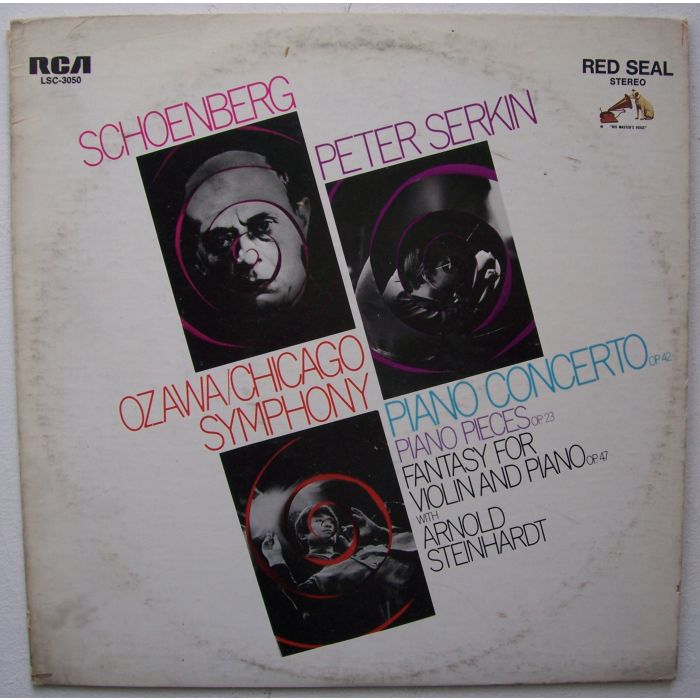 RCA
LSC-3050
RED SEAL
STEREO
"HIS MASTER'S VOICE"
SCHOENBERG
PETER SERKIN
OZAWA/CHICAGO
SYMPHONY
PIANO CONCERTO OP. 42
PIANO PIECES OP. 23
FANTASY FOR
VIOLIN AND PIANO OP. 47
WITH
ARNOLD
STEINHARDT